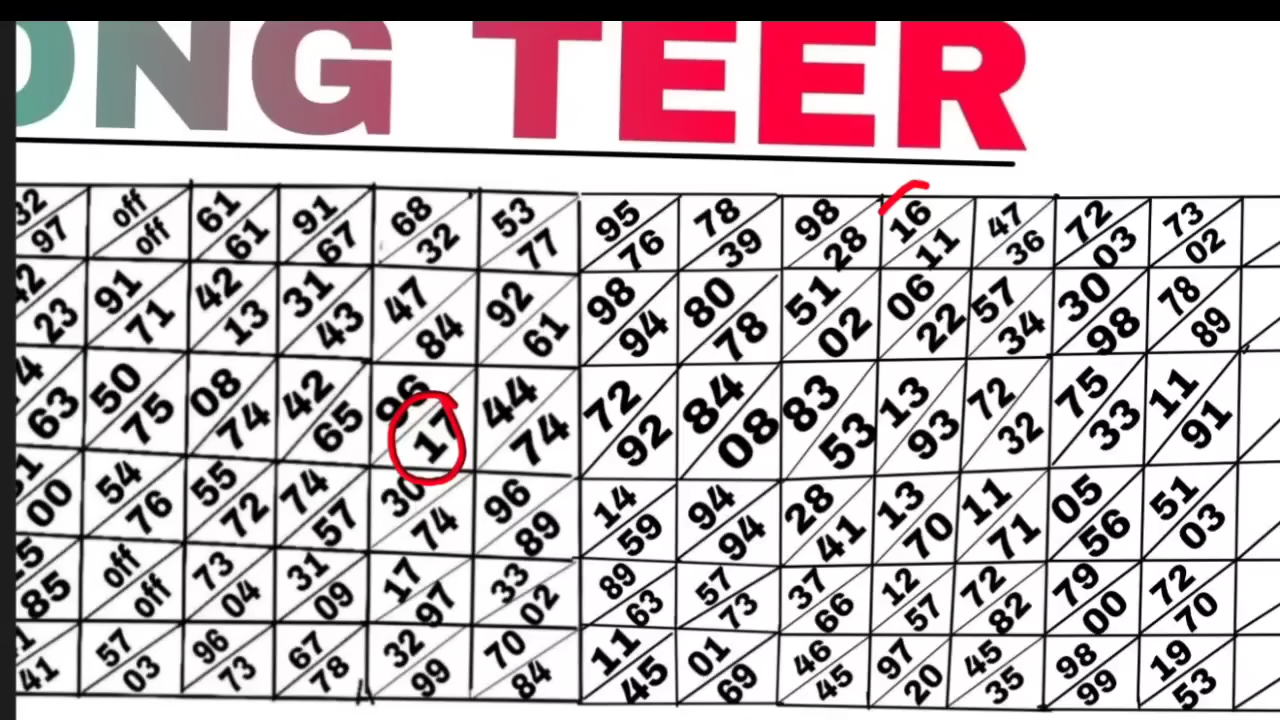 ONG TEER
32 97 off off 61 61 91 67 68 32 53 77 95 76 78 39 98 28 16 11 47 36 72 03 73 02
42 23 91 71 42 13 31 43 47 84 92 61 98 94 80 78 51 02 06 22 57 34 30 98 78 89
4 63 50 75 08 74 42 65 96 17 44 74 72 92 84 08 83 53 13 93 72 32 75 33 11 91
31 00 54 76 55 72 74 57 30 74 96 89 14 59 94 94 28 41 13 70 11 71 05 56 51 03
25 85 off off 73 04 31 09 17 97 33 02 89 63 57 73 37 66 12 57 72 82 79 00 72 70
1 41 57 03 96 73 67 78 32 99 70 84 11 45 01 69 46 45 97 20 45 35 98 99 19 53